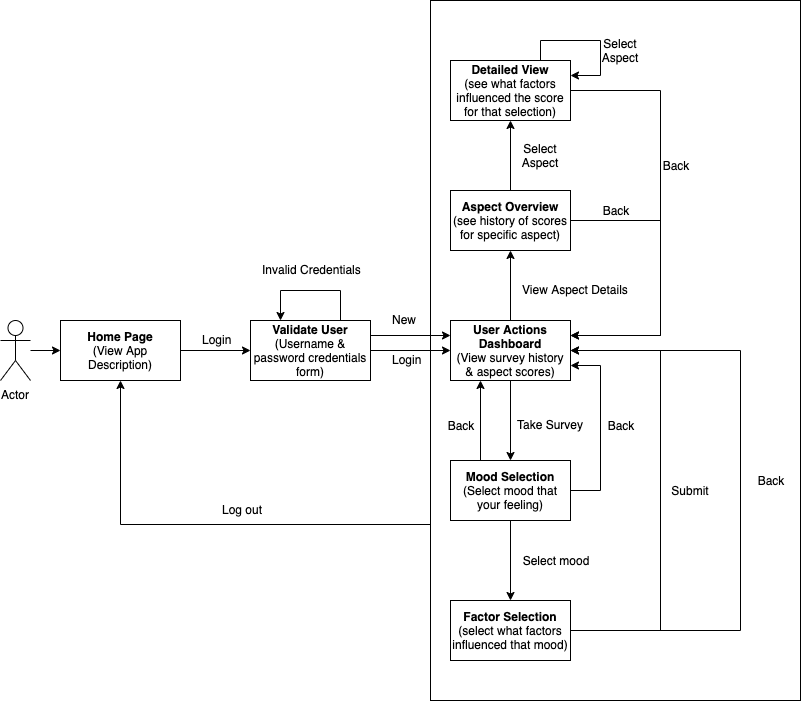 Select
Aspect
Detailed View
(see what factors
influenced the score
for that selection)
Select
Aspect
Back
Aspect Overview
(see history of scores
for specific aspect)
Back
Invalid Credentials
View Aspect Details
New
Home Page
(View App
Description)
Login
Validate User
(Username &
password credentials
form)
Login
User Actions
Dashboard
(View survey history
& aspect scores)
Actor
Back
Take Survey
Back
Mood Selection
(Select mood that
your feeling)
Submit
Back
Log out
Select mood
Factor Selection
(select what factors
influenced that mood)